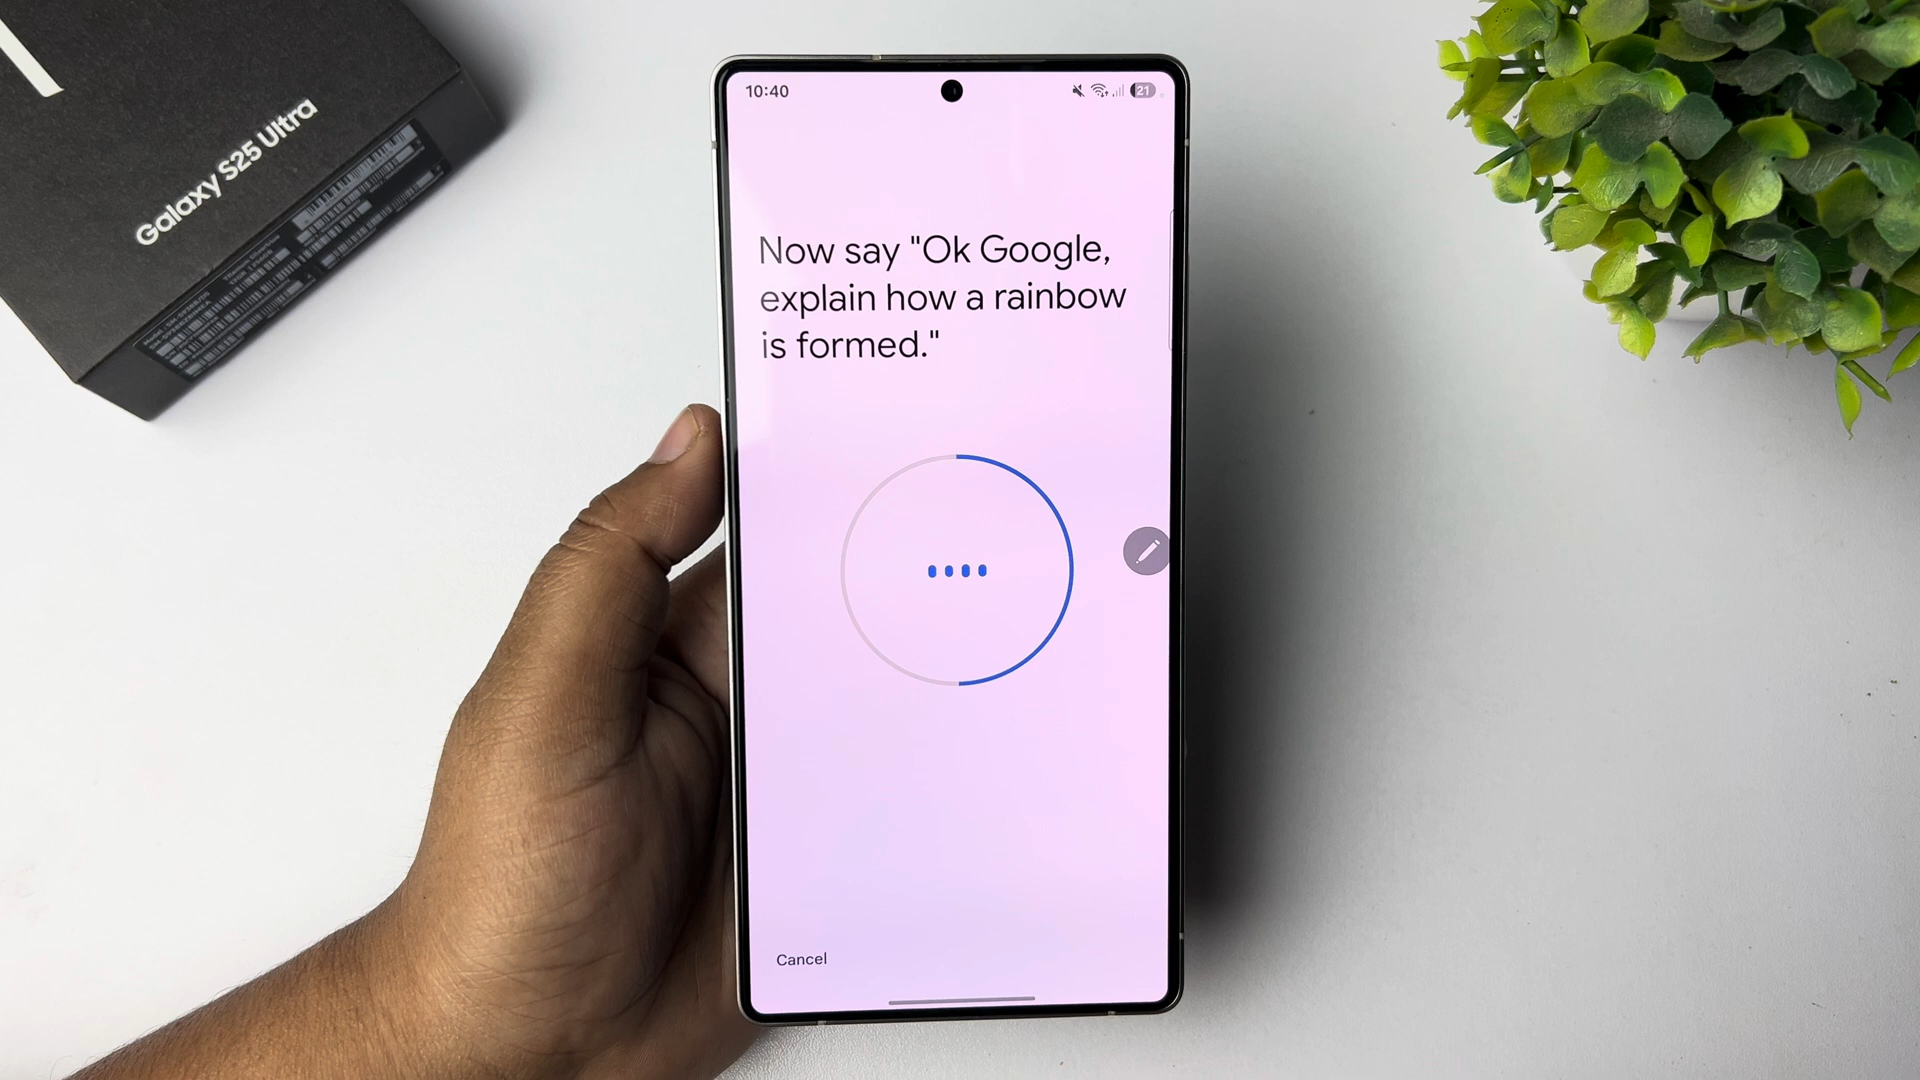 Galaxy S25 Ultra
10:40
21
Now say "Ok Google,
explain how a rainbow
is formed."
Cancel